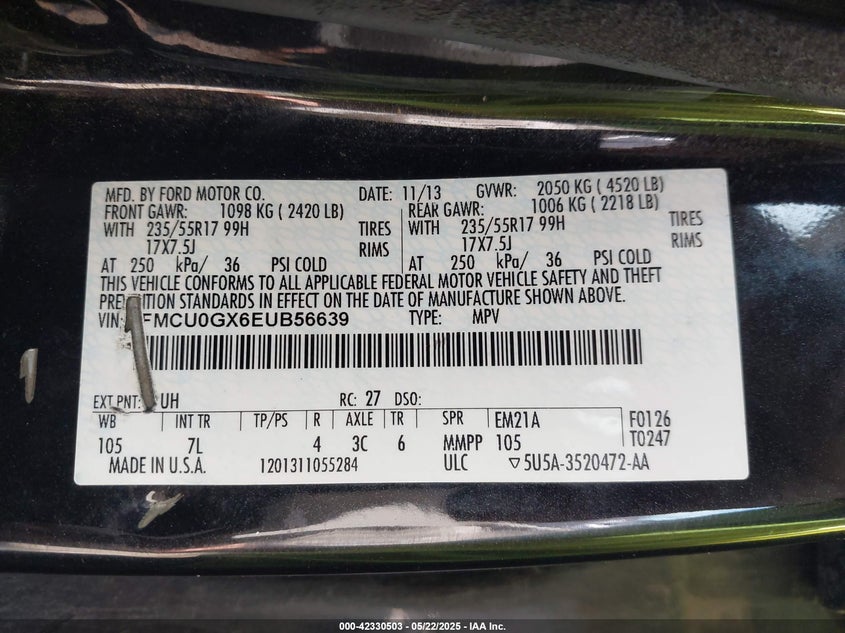 MFD. BY FORD MOTOR CO. DATE: 11/13 GVWR: 2050 KG ( 4520 LB)
FRONT GAWR: 1098 KG ( 2420 LB) REAR GAWR: 1006 KG ( 2218 LB)
WITH 235/55R17 99H TIRES WITH 235/55R17 99H TIRES
17X7.5J RIMS 17X7.5J RIMS
AT 250 kPa/ 36 PSI COLD AT 250 kPa/ 36 PSI COLD
THIS VEHICLE CONFORMS TO ALL APPLICABLE FEDERAL MOTOR VEHICLE SAFETY AND THEFT
PREVENTION STANDARDS IN EFFECT ON THE DATE OF MANUFACTURE SHOWN ABOVE.
VIN: FMCU0GX6EUB56639 TYPE: MPV
EXT PNT: UH RC: 27 DSO:
WB INT TR TP/PS R AXLE TR SPR EM21A F0126
105 7L 4 3C 6 MMPP 105 T0247
MADE IN U.S.A. 1201311055284 ULC ▽5U5A-3520472-AA
000-42330503 - 05/22/2025 - IAA Inc.